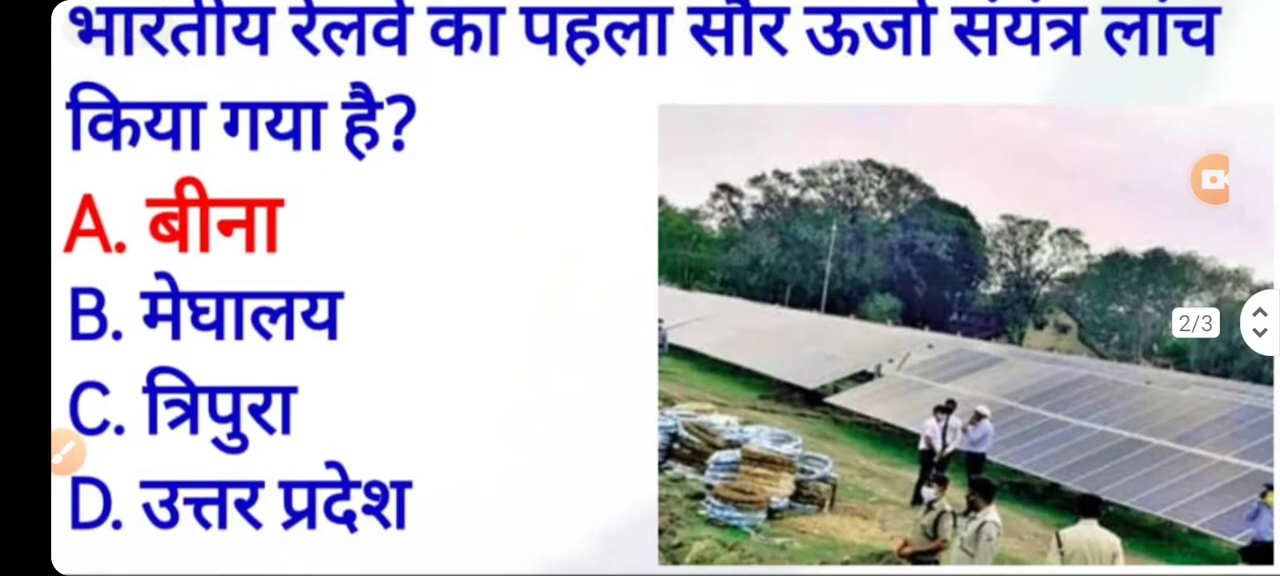 भारतीय रेलवे का पहला सौर ऊर्जा संयंत्र लांच
किया गया है?
A. बीना
B. मेघालय
C. त्रिपुरा
D. उत्तर प्रदेश
2/3